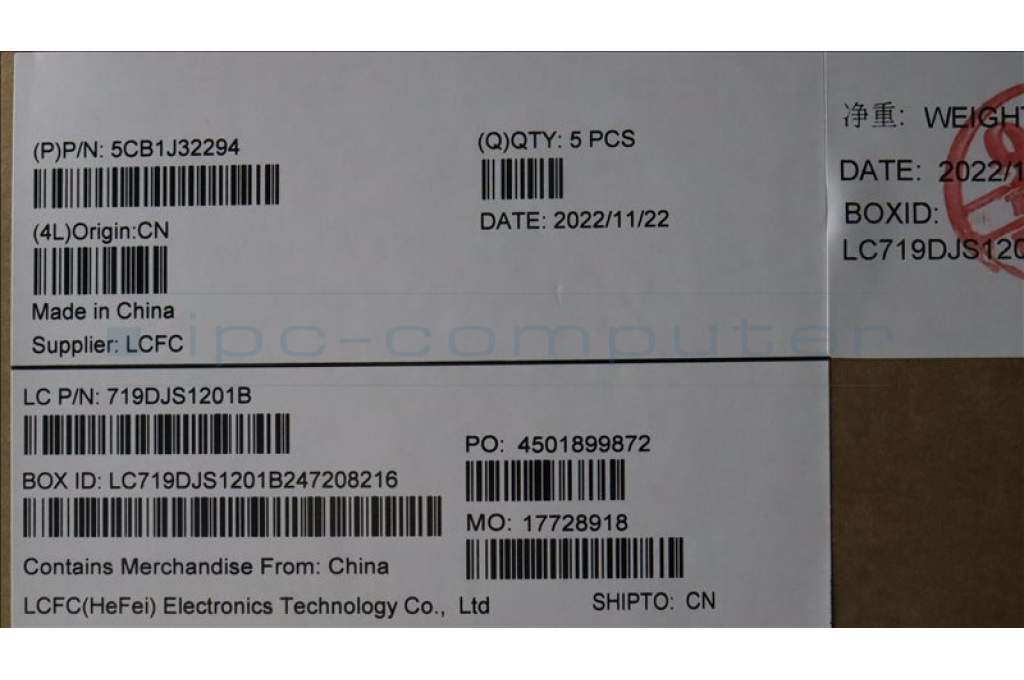 (P)P/N: 5CB1J32294
(Q)QTY: 5 PCS
(4L)Origin:CN
DATE: 2022/11/22
Made in China
Supplier: LCFC
LC P/N: 719DJS1201B
PO: 4501899872
BOX ID: LC719DJS1201B247208216
MO: 17728918
Contains Merchandise From: China
LCFC(HeFei) Electronics Technology Co., Ltd
SHIPTO: CN
净重: WEIGHT
DATE: 2022/1
BOXID:
LC719DJS120
ipc-computer